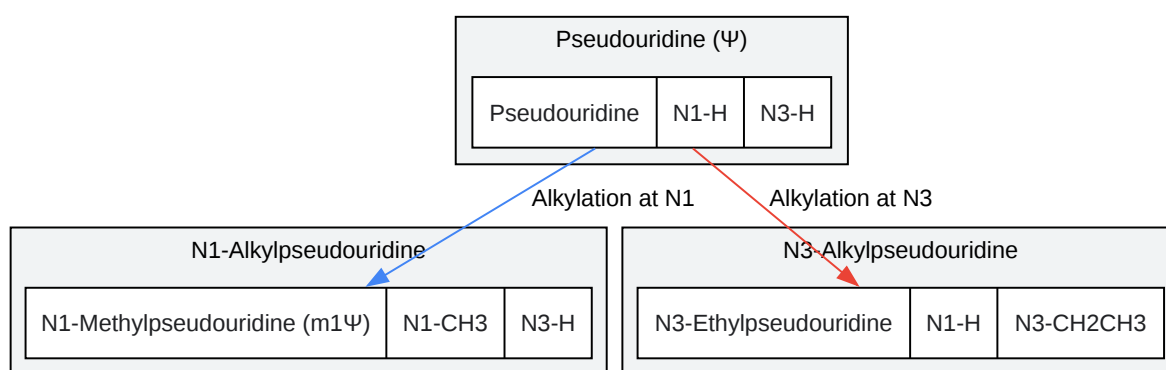 Pseudouridine (Ψ)
Pseudouridine N1-H N3-H
Alkylation at N1 Alkylation at N3
N1-Alkylpseudouridine N3-Alkylpseudouridine
N1-Methylpseudouridine (m1Ψ) N1-CH3 N3-H N3-Ethylpseudouridine N1-H N3-CH2CH3